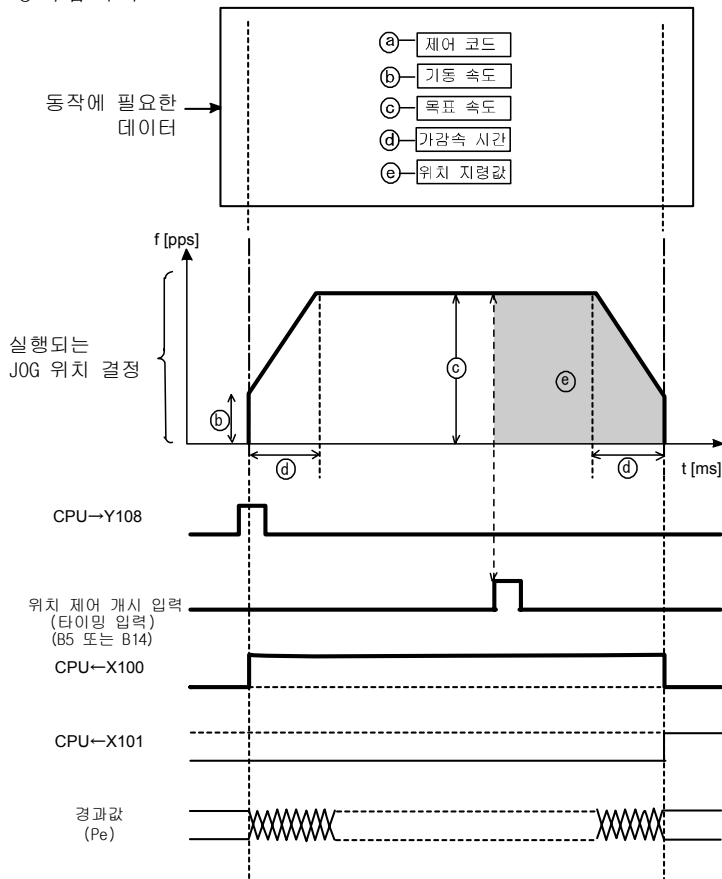 ⓐ 제어 코드
ⓑ 기동 속도
ⓒ 목표 속도
ⓓ 가감속 시간
ⓔ 위치 지령값
동작에 필요한
데이터
f [pps]
실행되는
JOG 위치 결정
ⓑ
ⓒ
ⓔ
ⓓ
ⓓ
t [ms]
CPU→Y108
위치 제어 개시 입력
(타이밍 입력)
(B5 또는 B14)
CPU←X100
CPU←X101
경과값
(Pe)